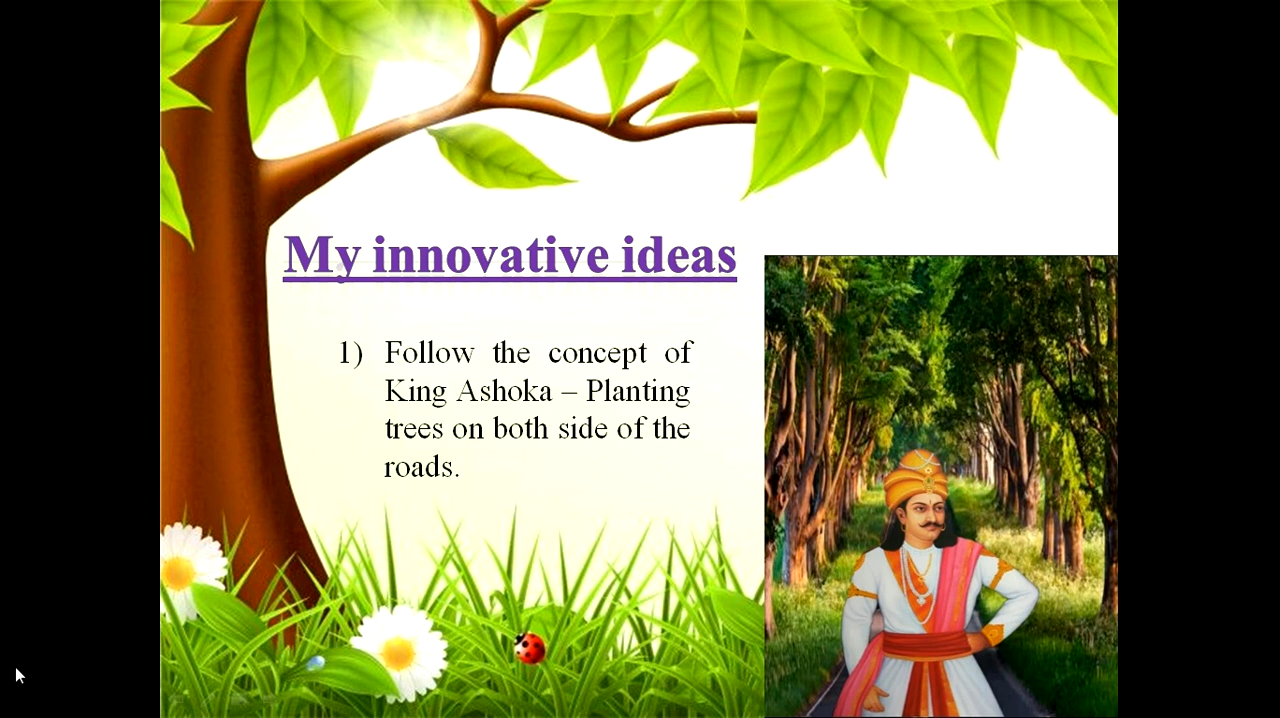 My innovative ideas
1) Follow the concept of
King Ashoka – Planting
trees on both side of the
roads.